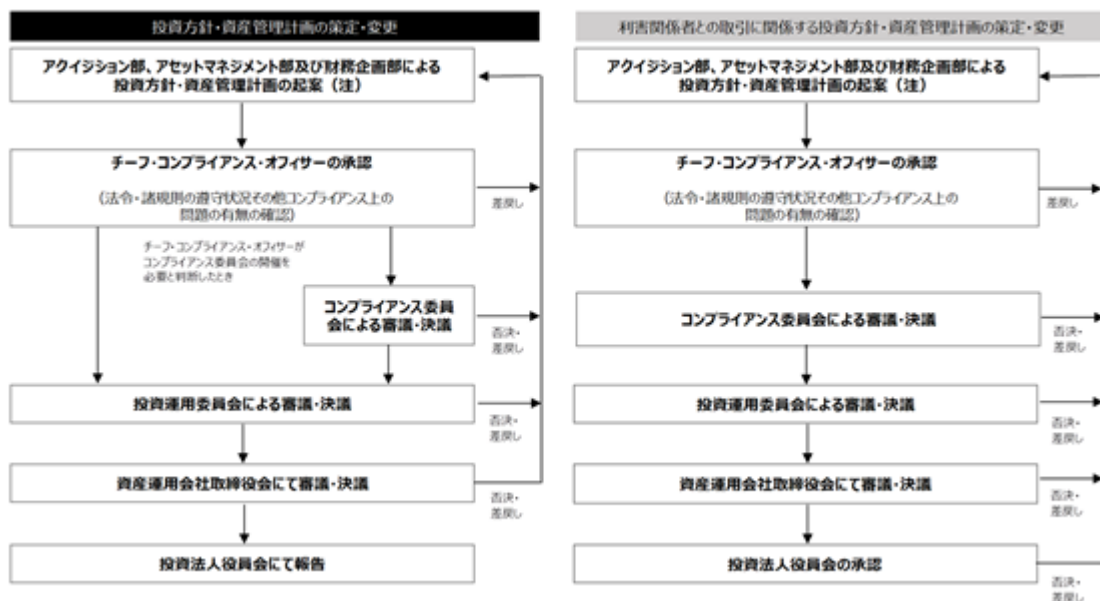 投資方針・資産管理計画の策定・変更
アクイジション部、アセットマネジメント部及び財務企画部による
投資方針・資産管理計画の起案（注）
チーフ・コンプライアンス・オフィサーの承認
（法令・諸規則の遵守状況その他コンプライアンス上の
問題の有無の確認）
差戻し
チーフ・コンプライアンス・オフィサーが
コンプライアンス委員会の開催を
必要と判断したとき
コンプライアンス委員
会による審議・決議
否決・
差戻し
投資運用委員会による審議・決議
否決・
差戻し
資産運用会社取締役会にて審議・決議
否決・
差戻し
投資法人役員会にて報告
利害関係者との取引に関係する投資方針・資産管理計画の策定・変更
アクイジション部、アセットマネジメント部及び財務企画部による
投資方針・資産管理計画の起案（注）
チーフ・コンプライアンス・オフィサーの承認
（法令・諸規則の遵守状況その他コンプライアンス上の
問題の有無の確認）
差戻し
コンプライアンス委員会による審議・決議
否決・
差戻し
投資運用委員会による審議・決議
否決・
差戻し
資産運用会社取締役会にて審議・決議
否決・
差戻し
投資法人役員会の承認
否決・
差戻し